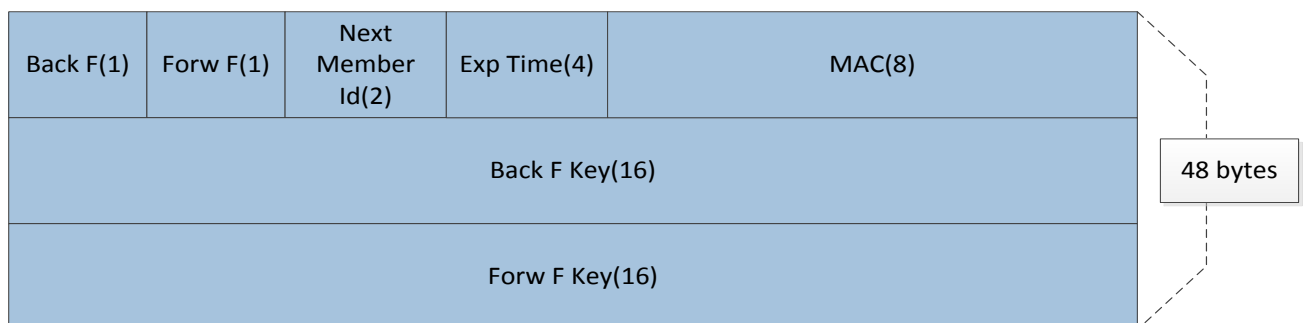 Back F(1)
Forw F(1)
Next
Member
Id(2)
Exp Time(4)
MAC(8)
Back F Key(16)
48 bytes
Forw F Key(16)